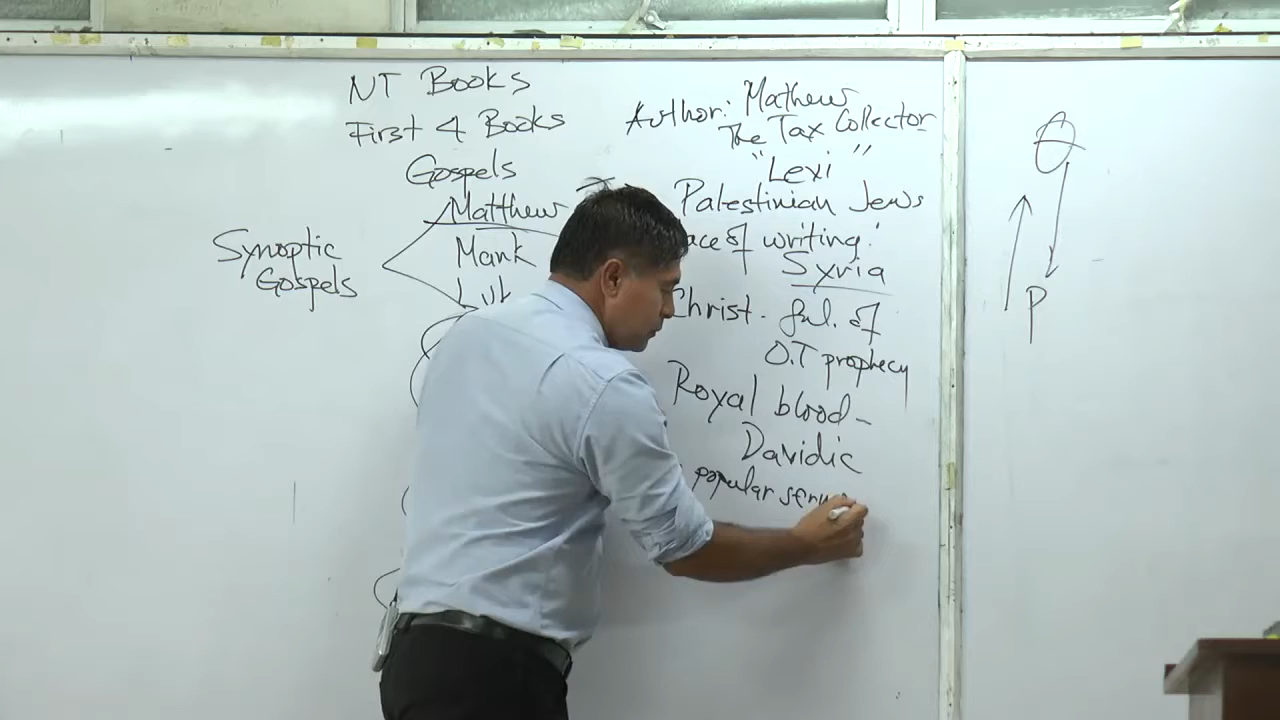 NT Books
First 4 Books
Gospels
Synoptic
Gospels
Matthew
Mark
Luk
Author: Mathew
The Tax Collector
"Lexi"
Palestinian Jews
ace of writing:
Syria
Christ - ful. of
O.T prophecy
Royal blood -
Davidic
popular serm
P